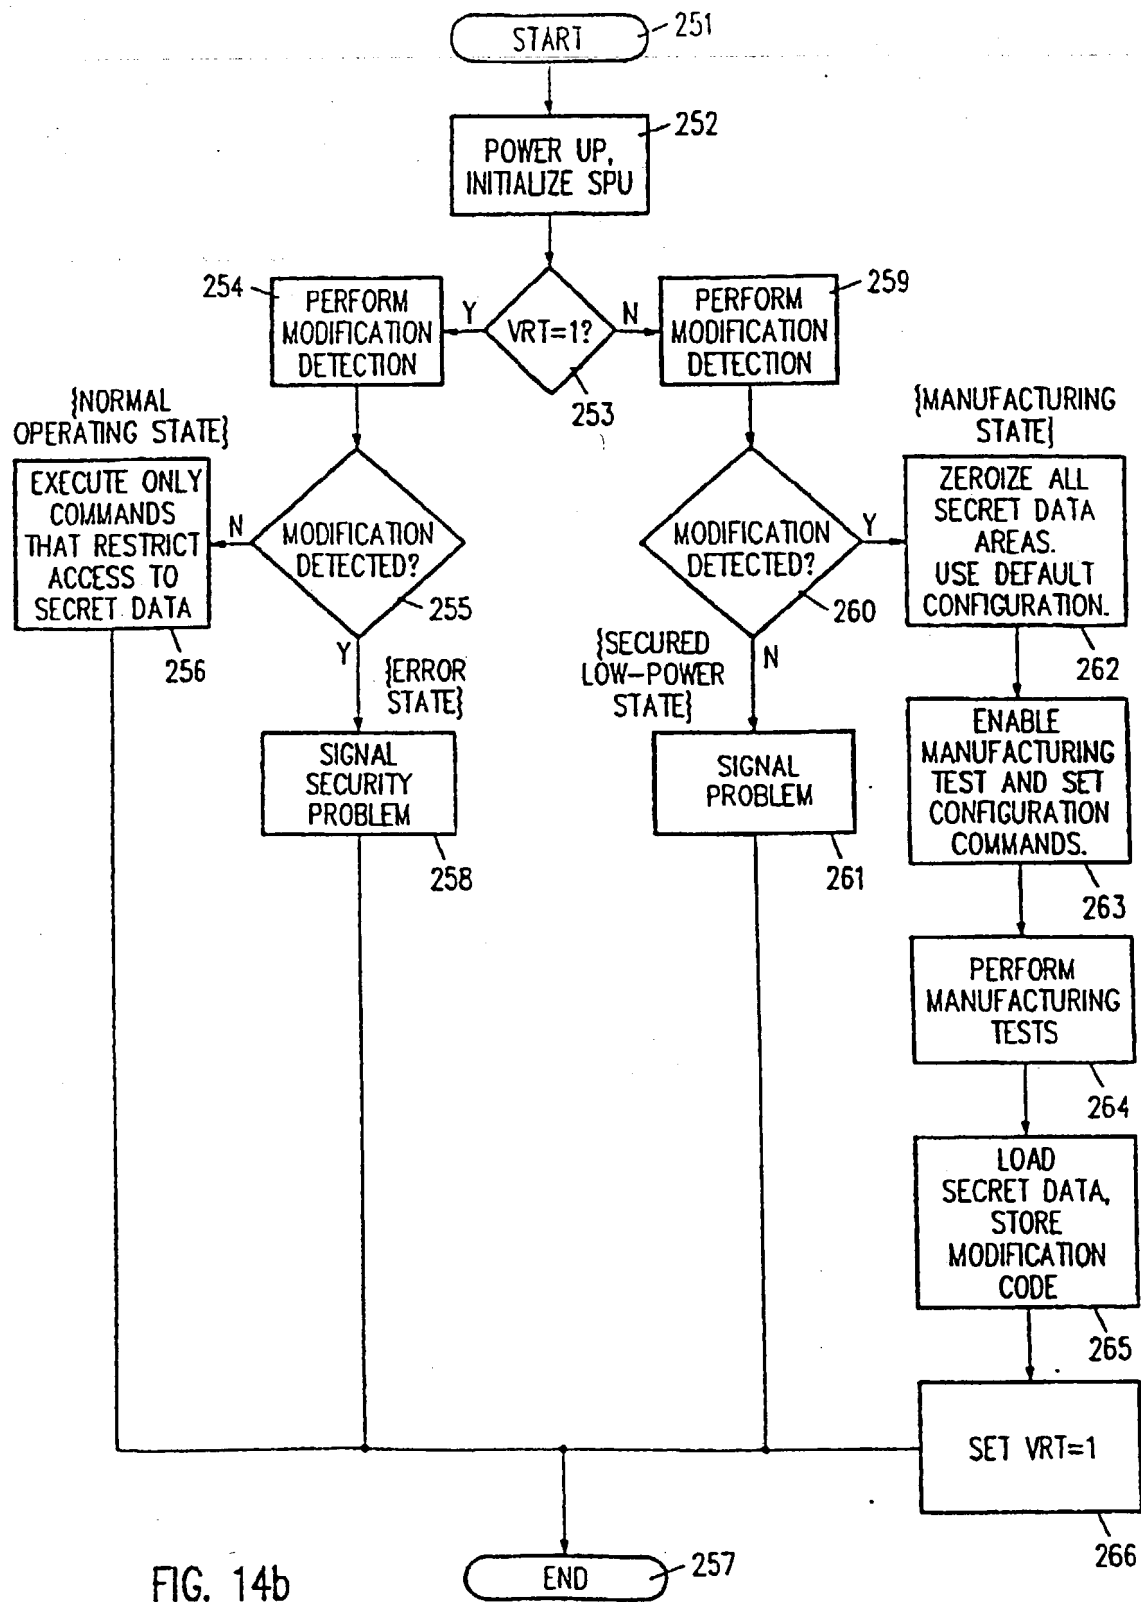 START
251
POWER UP,
INITIALIZE SPU
252
254
PERFORM
MODIFICATION
DETECTION
Y
VRT=1?
N
253
PERFORM
MODIFICATION
DETECTION
259
{NORMAL
OPERATING STATE}
EXECUTE ONLY
COMMANDS
THAT RESTRICT
ACCESS TO
SECRET DATA
256
N
MODIFICATION
DETECTED?
255
Y
{ERROR
STATE}
SIGNAL
SECURITY
PROBLEM
258
MODIFICATION
DETECTED?
260
Y
N
{SECURED
LOW-POWER
STATE}
SIGNAL
PROBLEM
261
{MANUFACTURING
STATE}
ZEROIZE ALL
SECRET DATA
AREAS.
USE DEFAULT
CONFIGURATION.
262
ENABLE
MANUFACTURING
TEST AND SET
CONFIGURATION
COMMANDS.
263
PERFORM
MANUFACTURING
TESTS
264
LOAD
SECRET DATA,
STORE
MODIFICATION
CODE
265
SET VRT=1
266
END
257
FIG. 14b